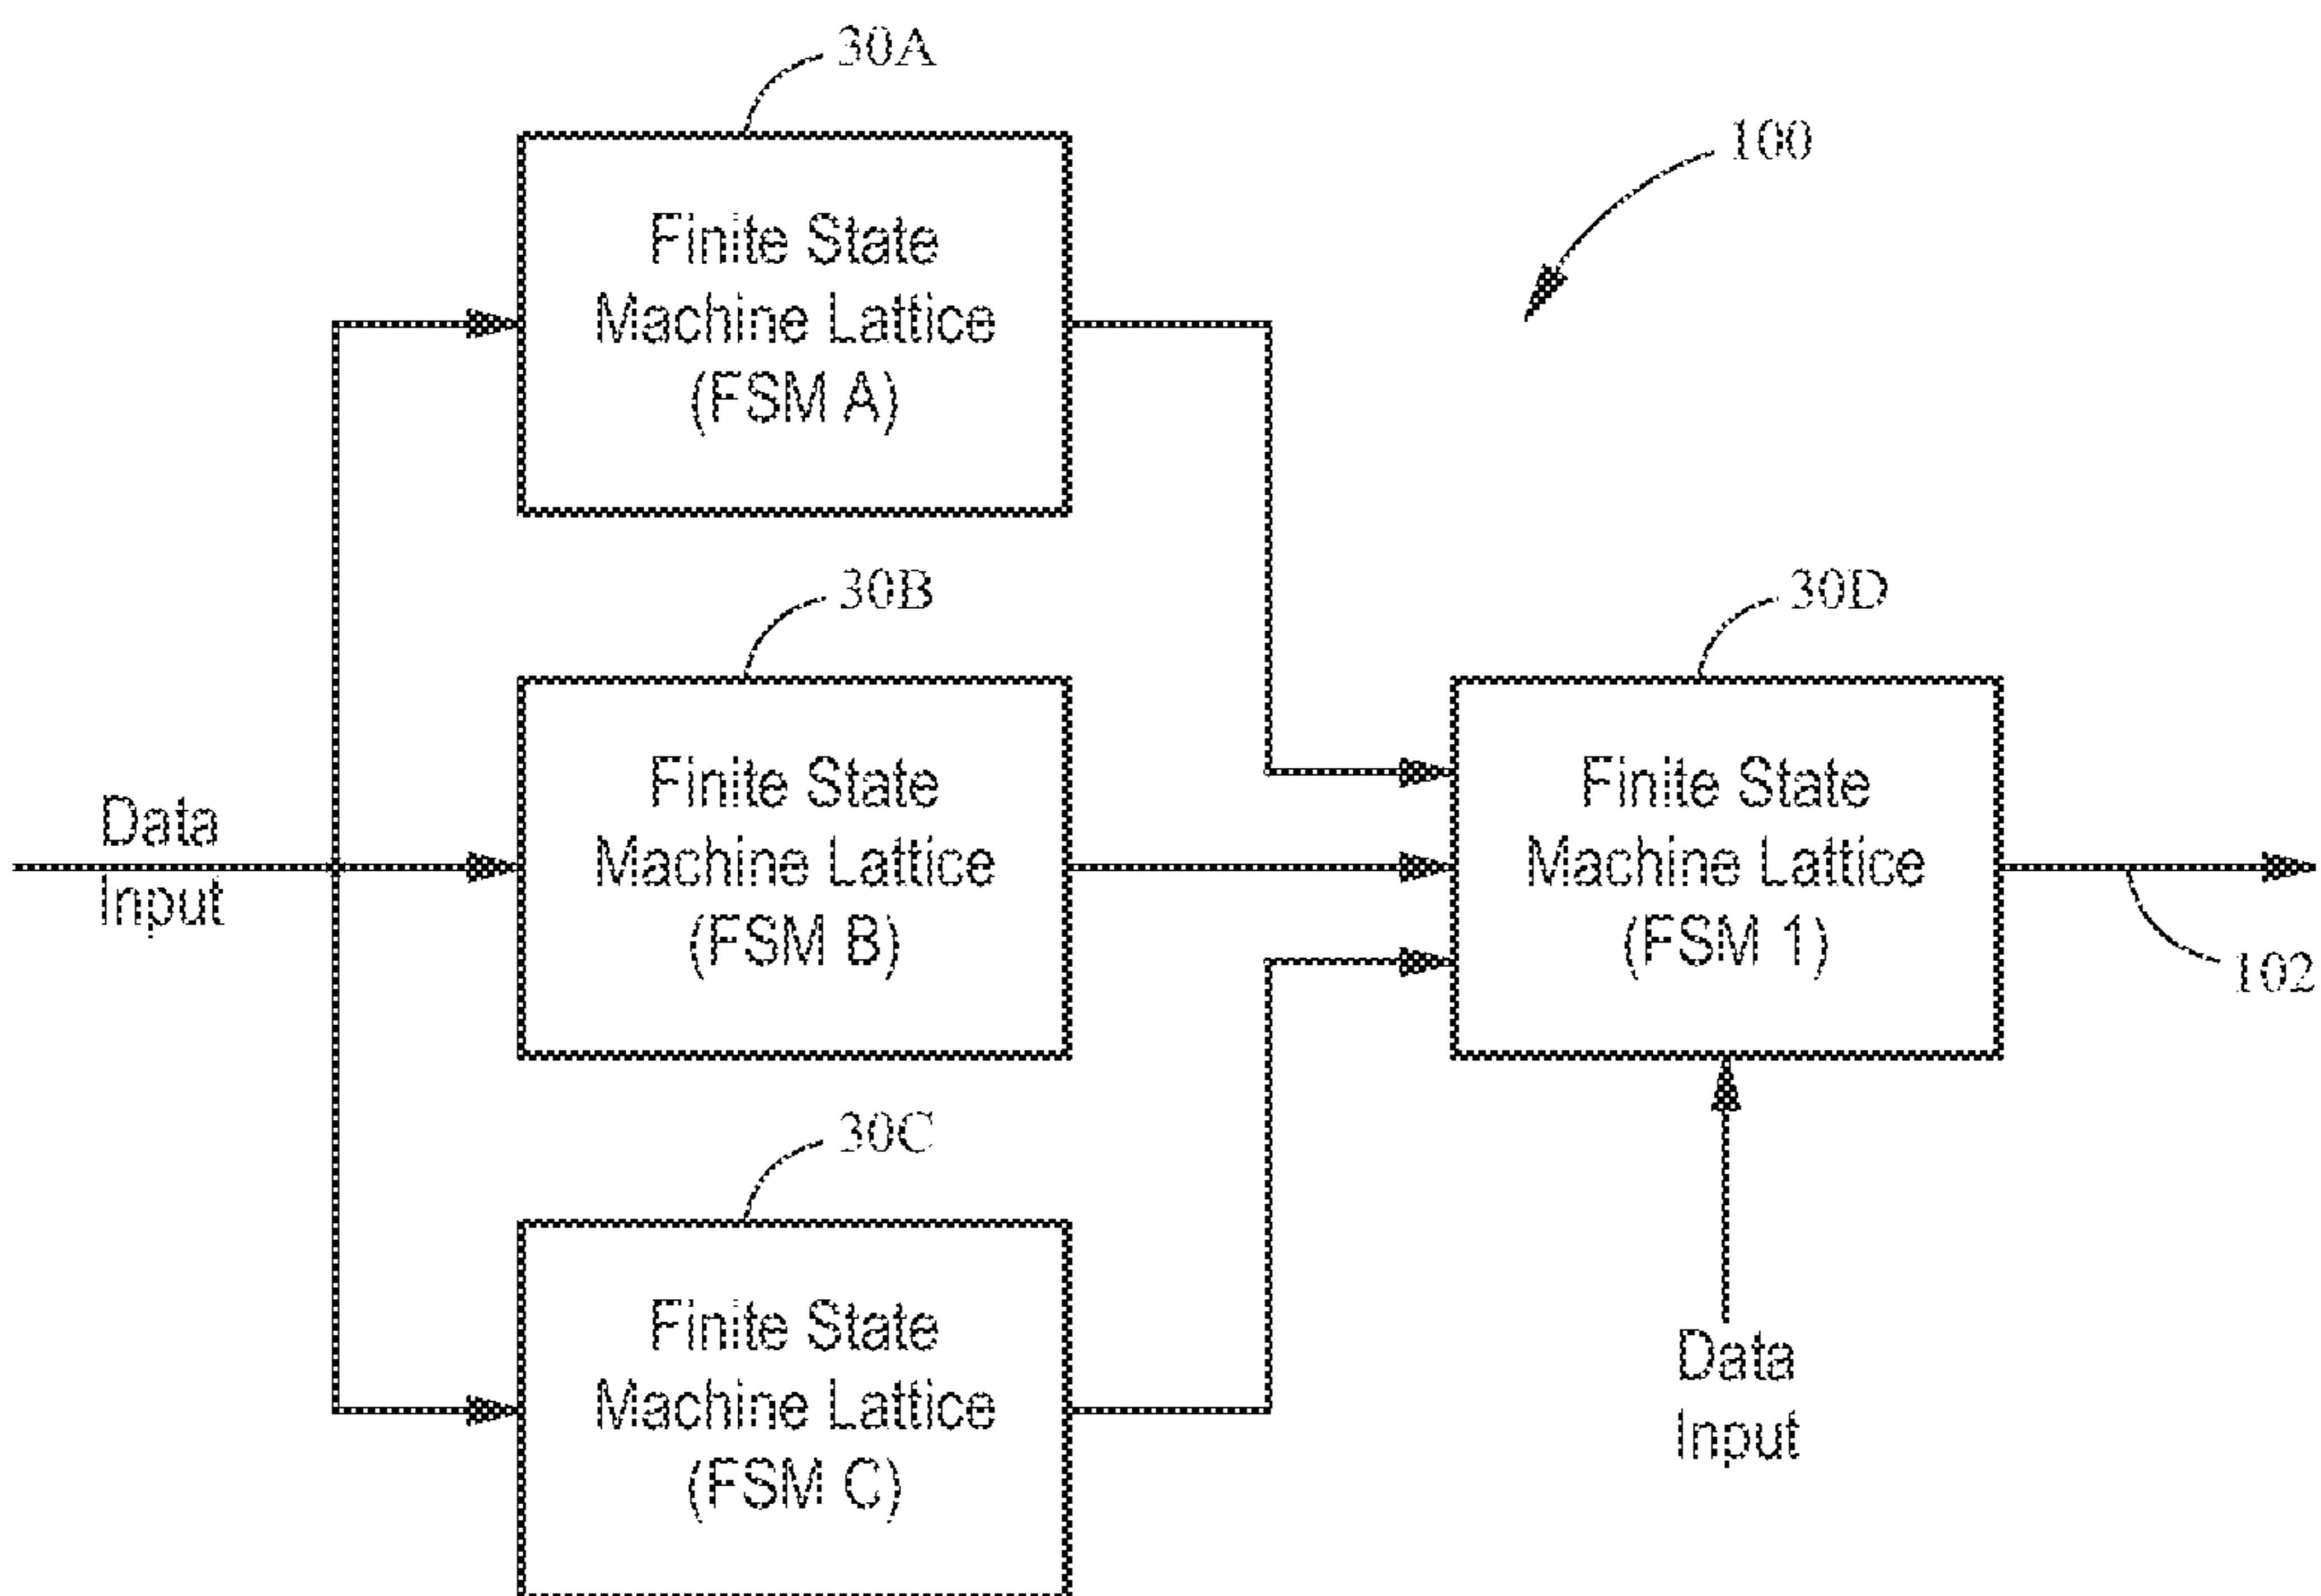 30A
100
Finite State
Machine Lattice
(FSM A)
30B
30D
Finite State
Machine Lattice
(FSM B)
Finite State
Machine Lattice
(FSM 1)
Data
Input
102
30C
Finite State
Machine Lattice
(FSM C)
Data
Input